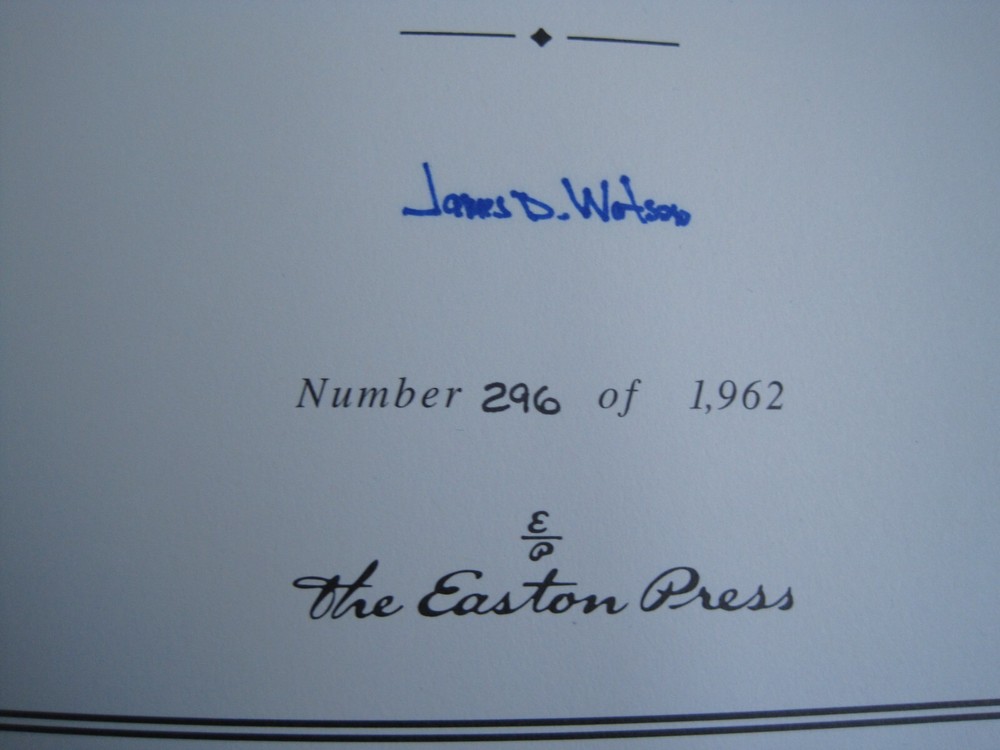 James D. Watson
Number 296 of 1,962
E
P
The Easton Press